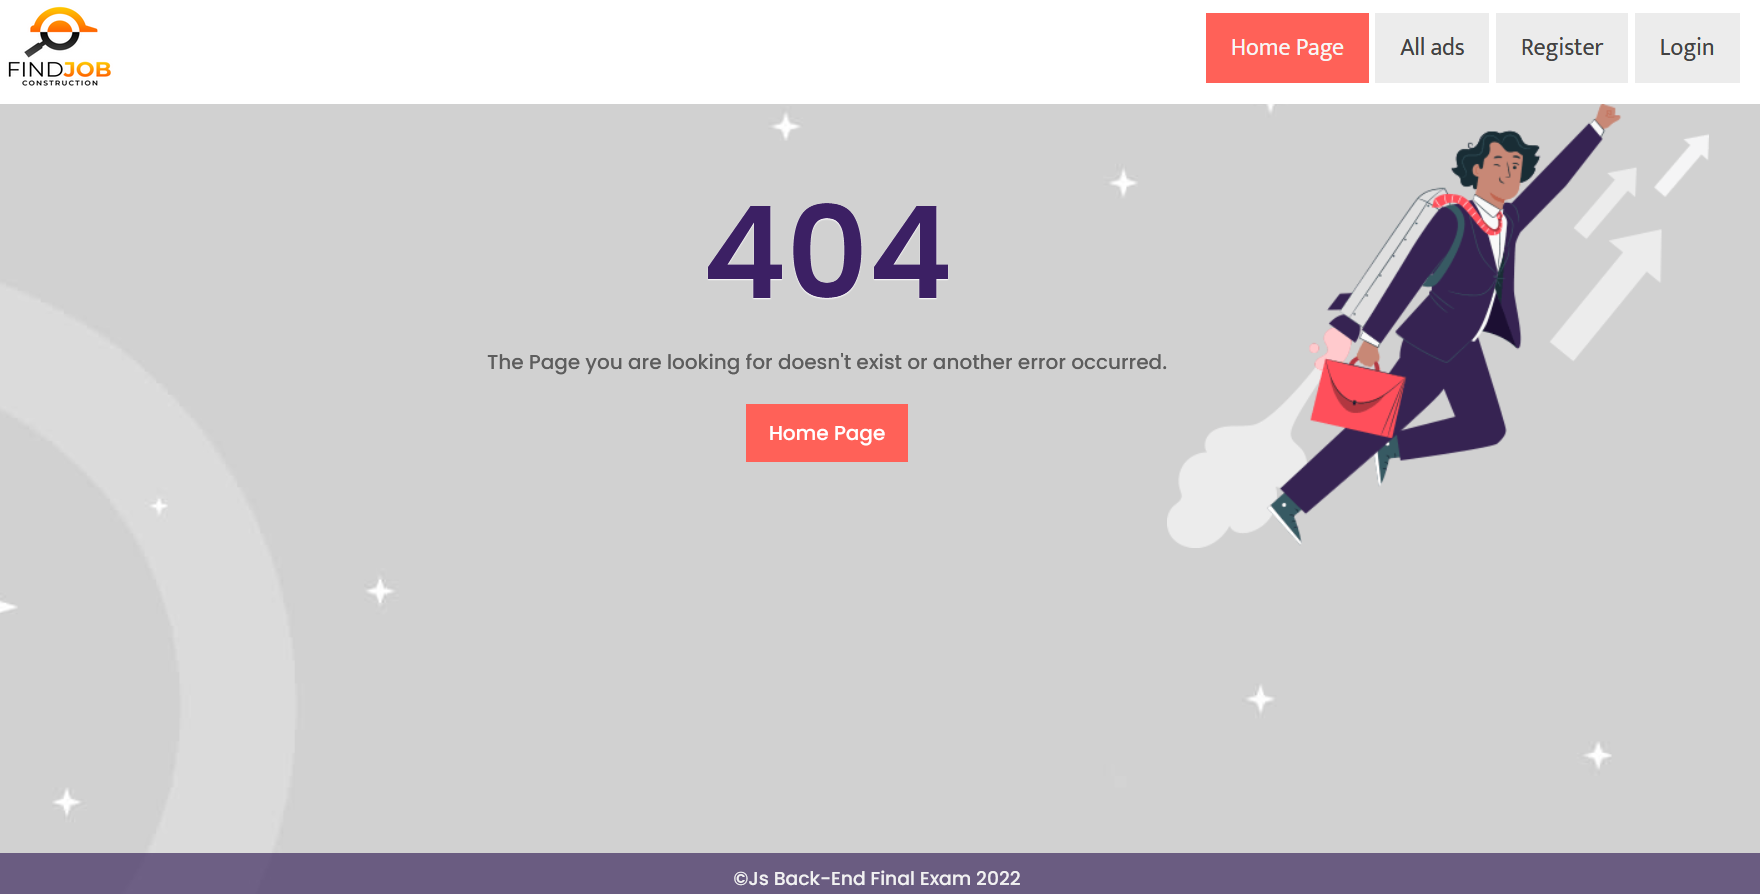 FINDJOB
CONSTRUCTION
Home Page
All ads
Register
Login
404
The Page you are looking for doesn't exist or another error occurred.
Home Page
©Js Back-End Final Exam 2022